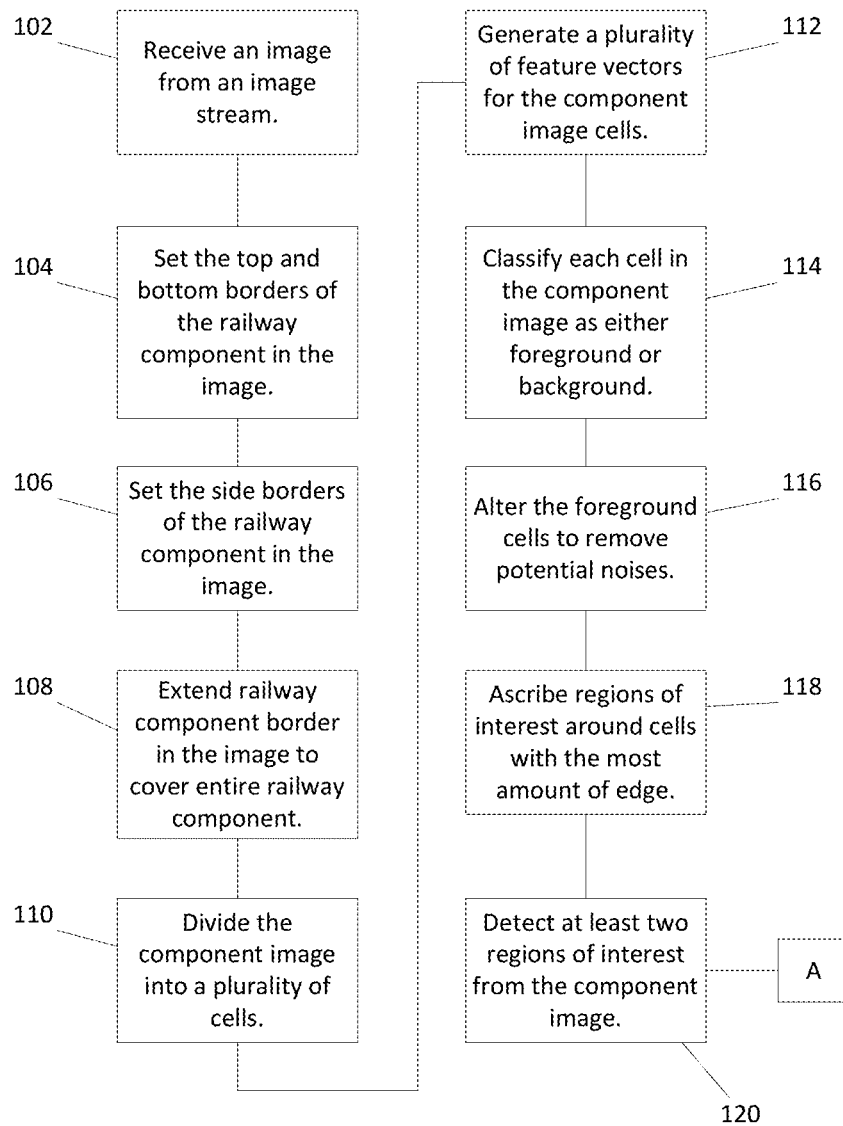 102
Receive an image
from an image
stream.
104
Set the top and
bottom borders of
the railway
component in the
image.
106
Set the side borders
of the railway
component in the
image.
108
Extend railway
component border
in the image to
cover entire railway
component.
110
Divide the
component image
into a plurality of
cells.
112
Generate a plurality
of feature vectors
for the component
image cells.
114
Classify each cell in
the component
image as either
foreground or
background.
116
Alter the foreground
cells to remove
potential noises.
118
Ascribe regions of
interest around cells
with the most
amount of edge.
Detect at least two
regions of interest
from the component
image.
A
120